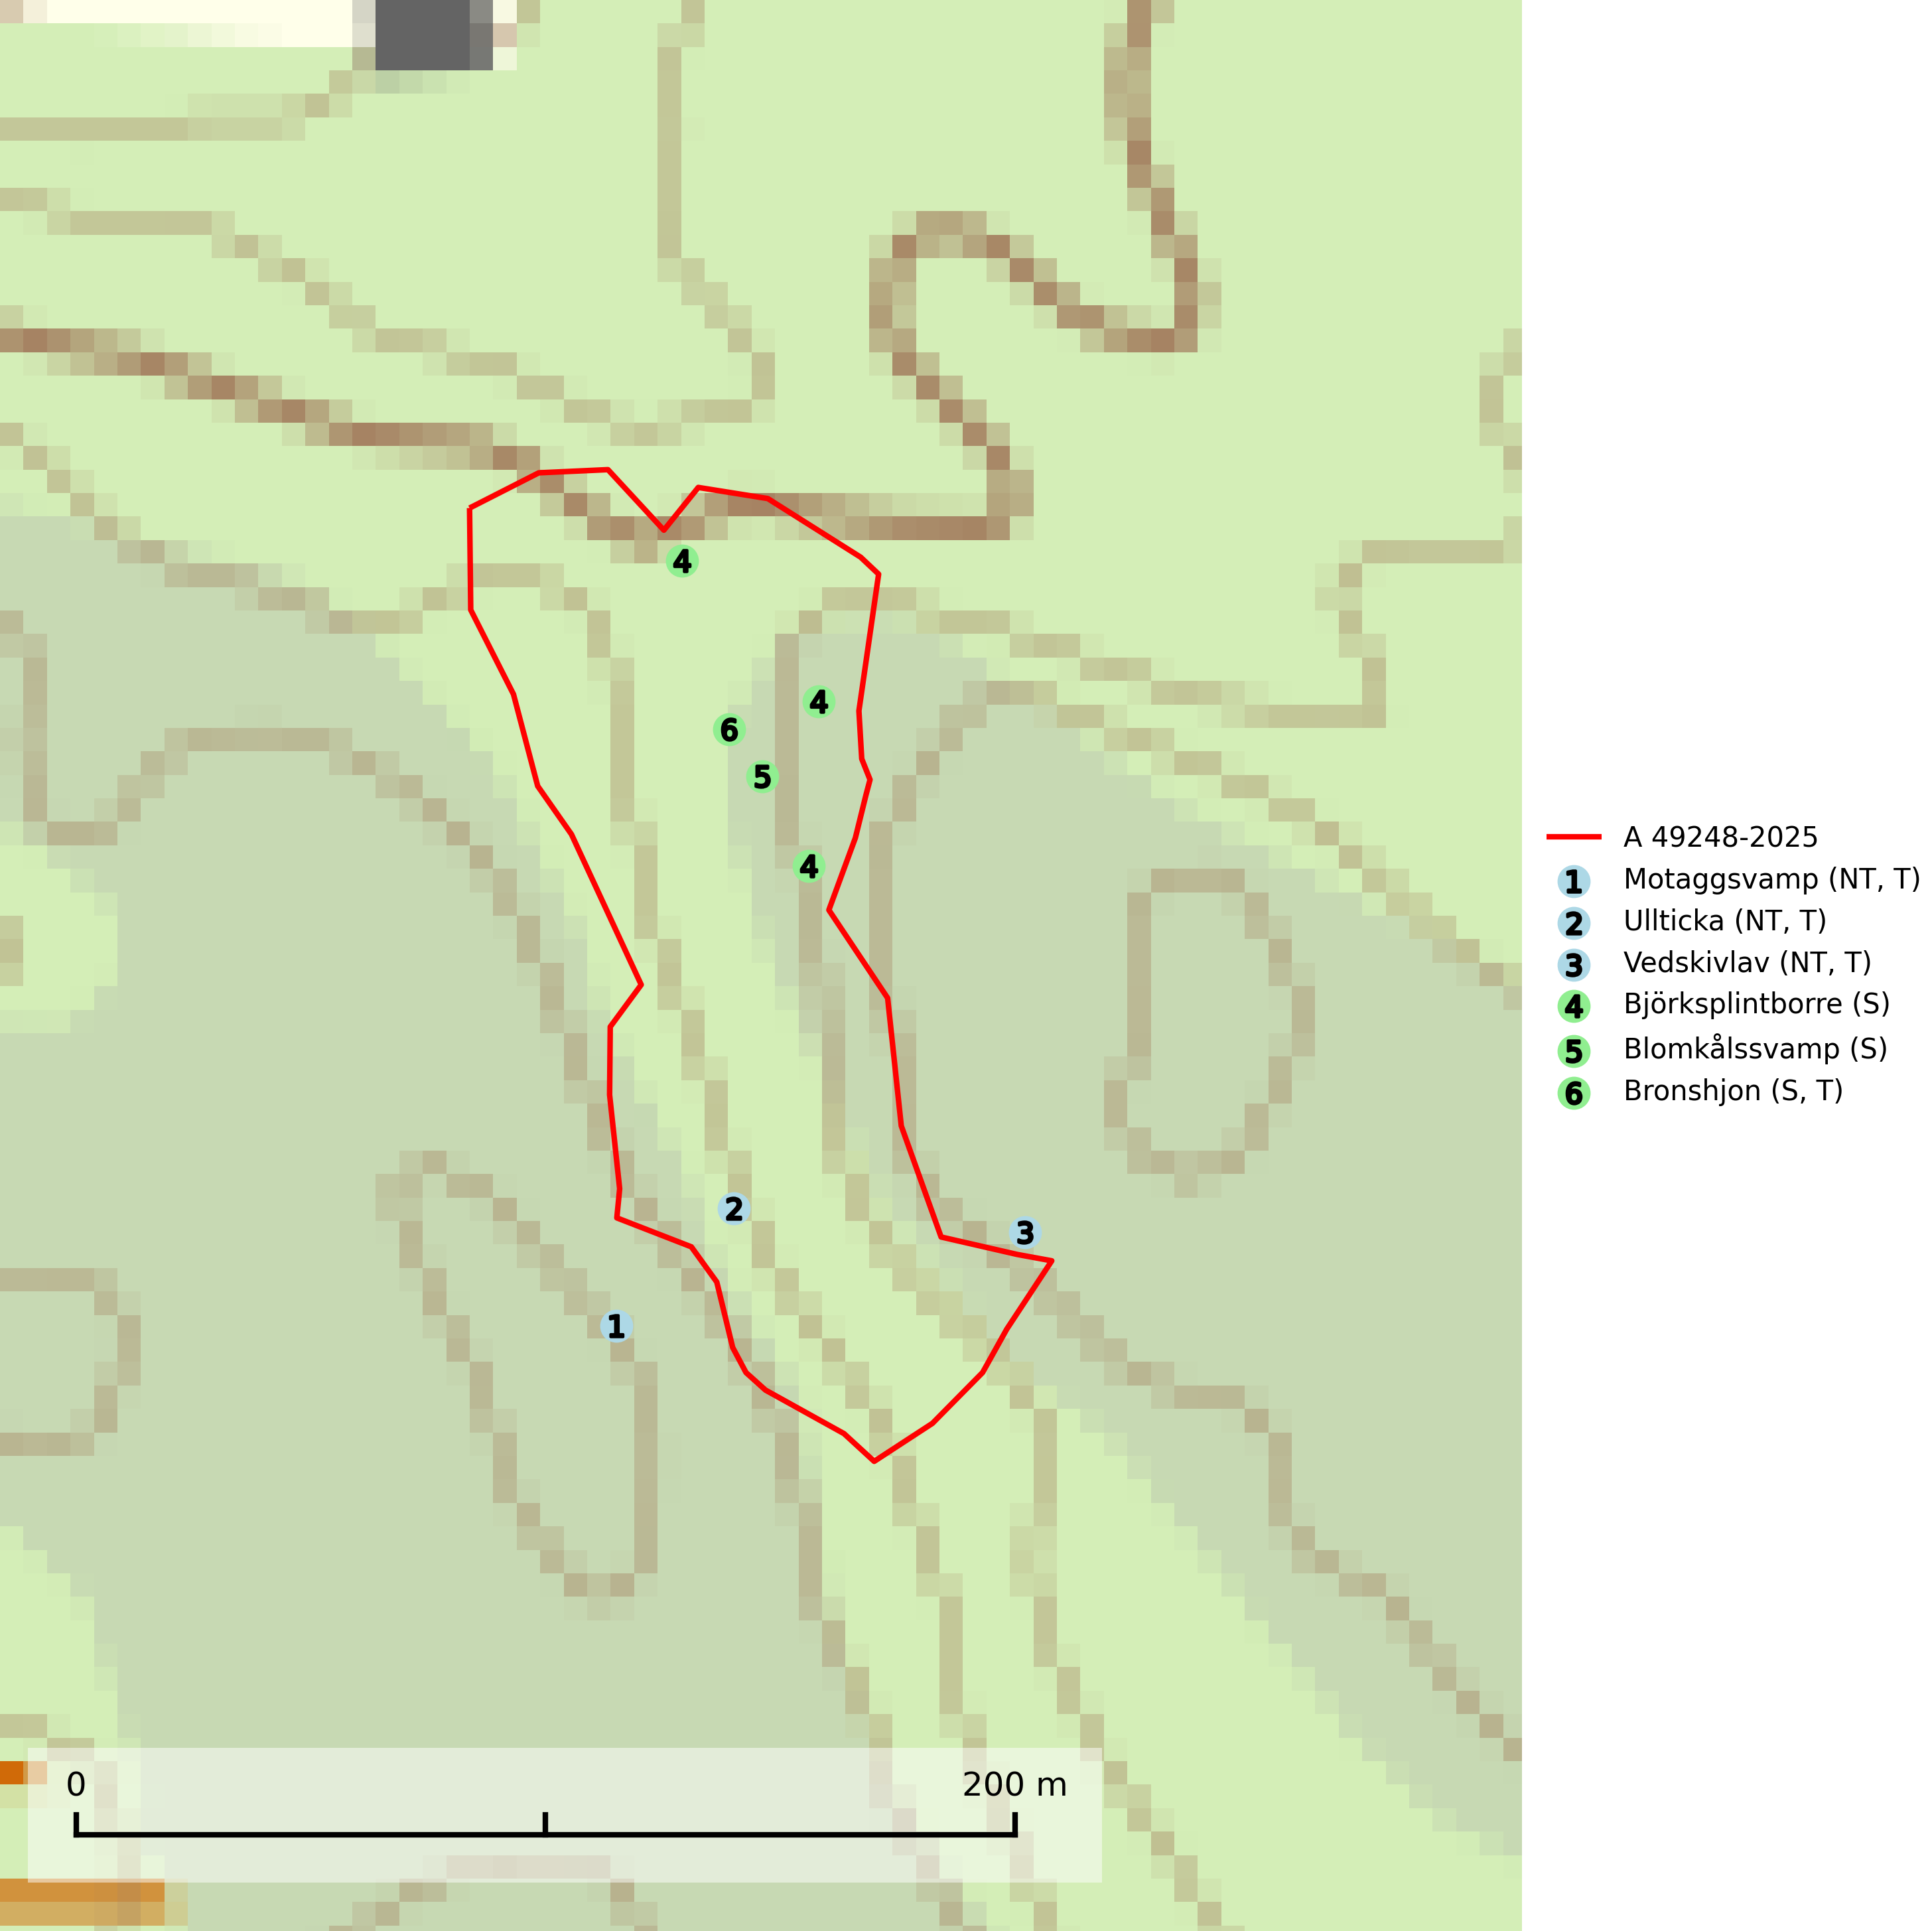 4
4
6
5
4
2
3
1
0 200 m
A 49248-2025
1 Motaggsvamp (NT, T)
2 Ullticka (NT, T)
3 Vedskivlav (NT, T)
4 Björksplintborre (S)
5 Blomkålssvamp (S)
6 Bronshjon (S, T)